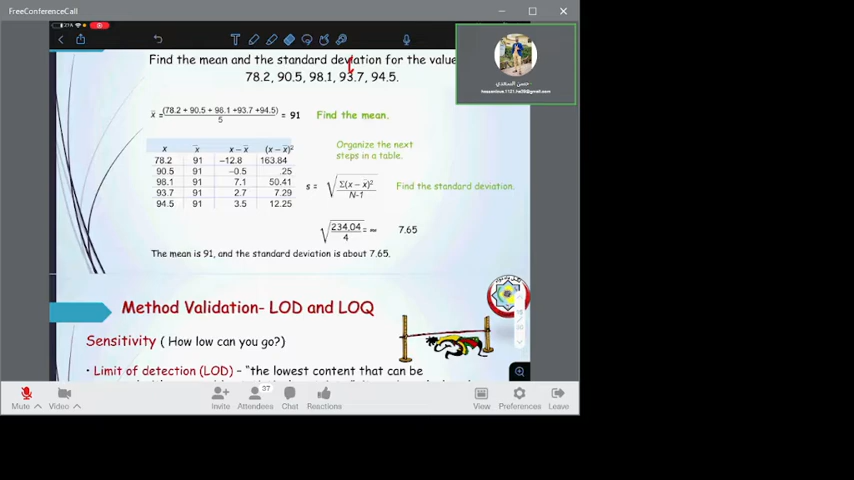 FreeConferenceCall
Find the mean and the standard deviation for the value
78.2, 90.5, 98.1, 93.7, 94.5.
حسن السعدي
x̄ =(78.2 + 90.5 + 98.1 +93.7 +94.5)/5 = 91 Find the mean.
Organize the next
steps in a table.
x x̄ x – x̄ (x – x̄)²
78.2 91 –12.8 163.84
90.5 91 –0.5 .25
98.1 91 7.1 50.41
93.7 91 2.7 7.29
94.5 91 3.5 12.25
s = √Σ(x – x̄)²/N-1 Find the standard deviation.
√234.04/4 = ≈ 7.65
The mean is 91, and the standard deviation is about 7.65.
Method Validation- LOD and LOQ
Sensitivity ( How low can you go?)
• Limit of detection (LOD) – “the lowest content that can be
Mute Video Invite 37 Attendees Chat Reactions View Preferences Leave